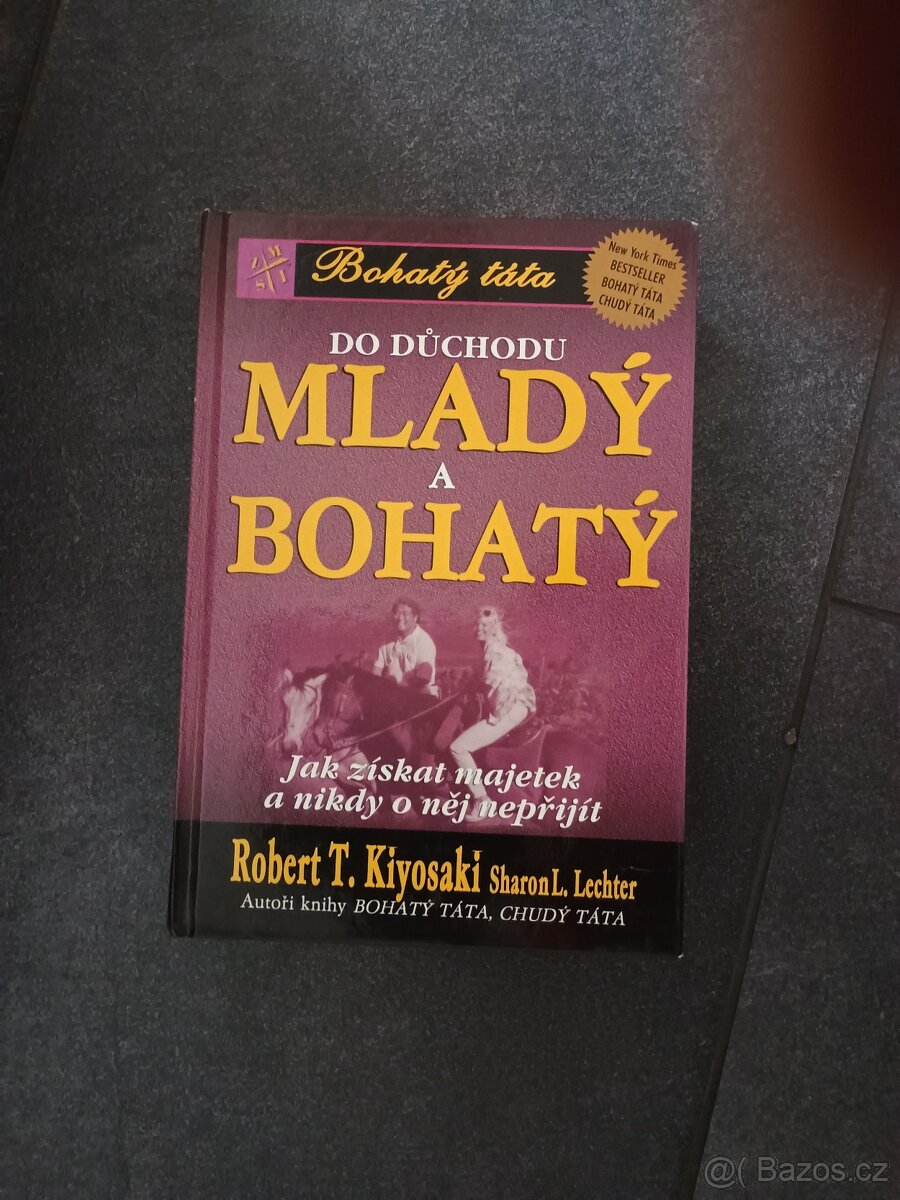 Ž M
S I
Bohatý táta
New York Times
BESTSELLER
BOHATÝ TÁTA
CHUDÝ TÁTA
DO DŮCHODU
MLADÝ
A
BOHATÝ
Jak získat majetek
a nikdy o něj nepřijít
Robert T. Kiyosaki Sharon L. Lechter
Autoři knihy BOHATÝ TÁTA, CHUDÝ TÁTA
@( Bazos.cz